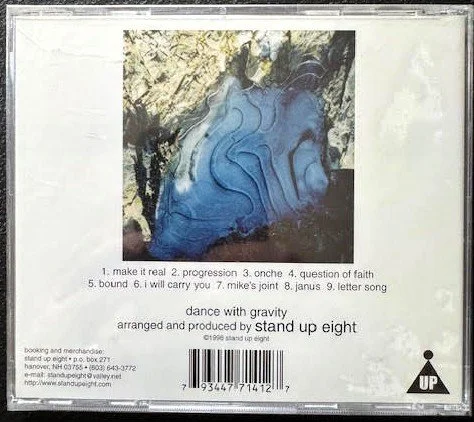 1. make it real 2. progression 3. onche 4. question of faith
5. bound 6. i will carry you 7. mike's joint 8. janus 9. letter song
dance with gravity
arranged and produced by stand up eight
©1996 stand up eight
booking and merchandise:
stand up eight • p.o. box 271
hanover, NH 03755 • (603) 643-3772
e-mail: standupeight@valley.net
http://www.standupeight.com
7 93447 71412 7
UP